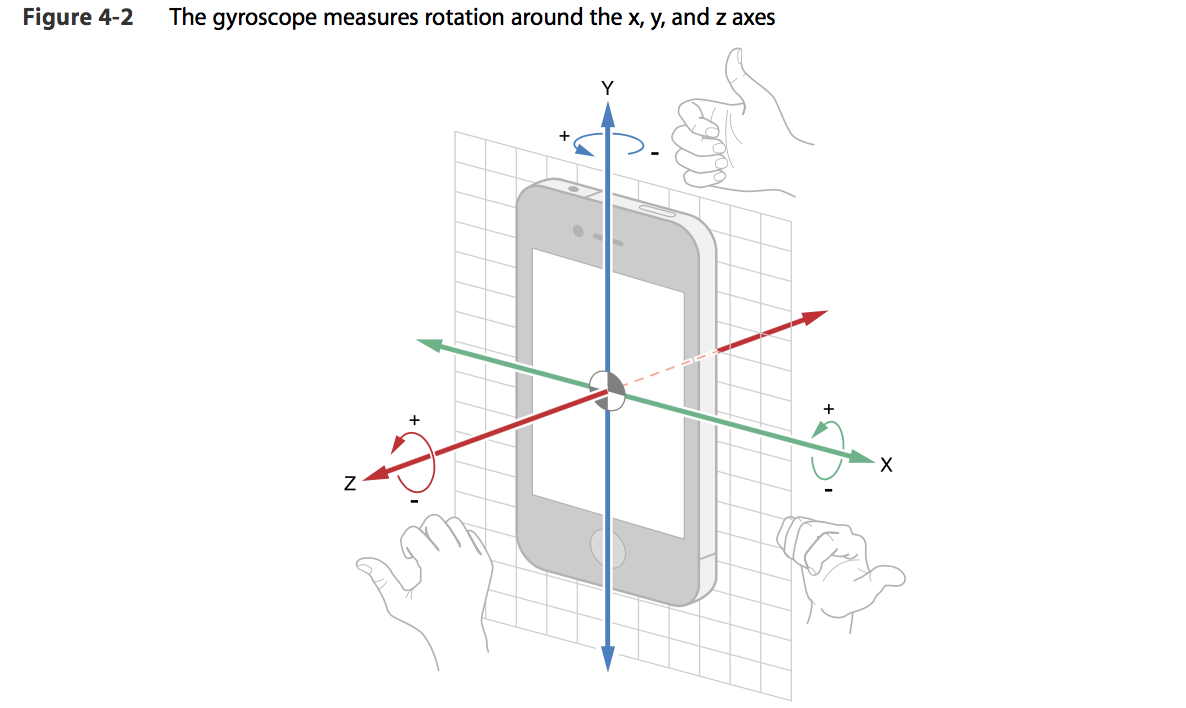 Figure 4-2 The gyroscope measures rotation around the x, y, and z axes
Y
+
-
+
X
-
+
Z
-